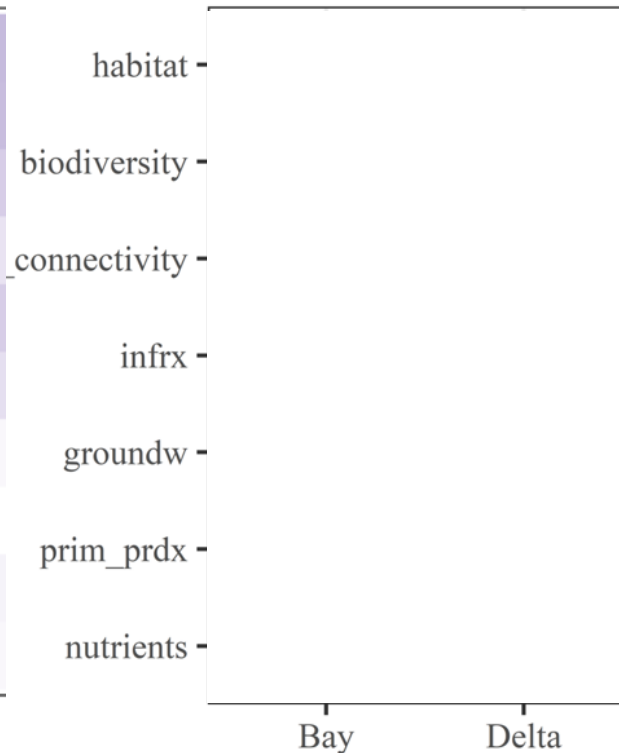 habitat
biodiversity
_connectivity
infrx
groundw
prim_prdx
nutrients
Bay Delta